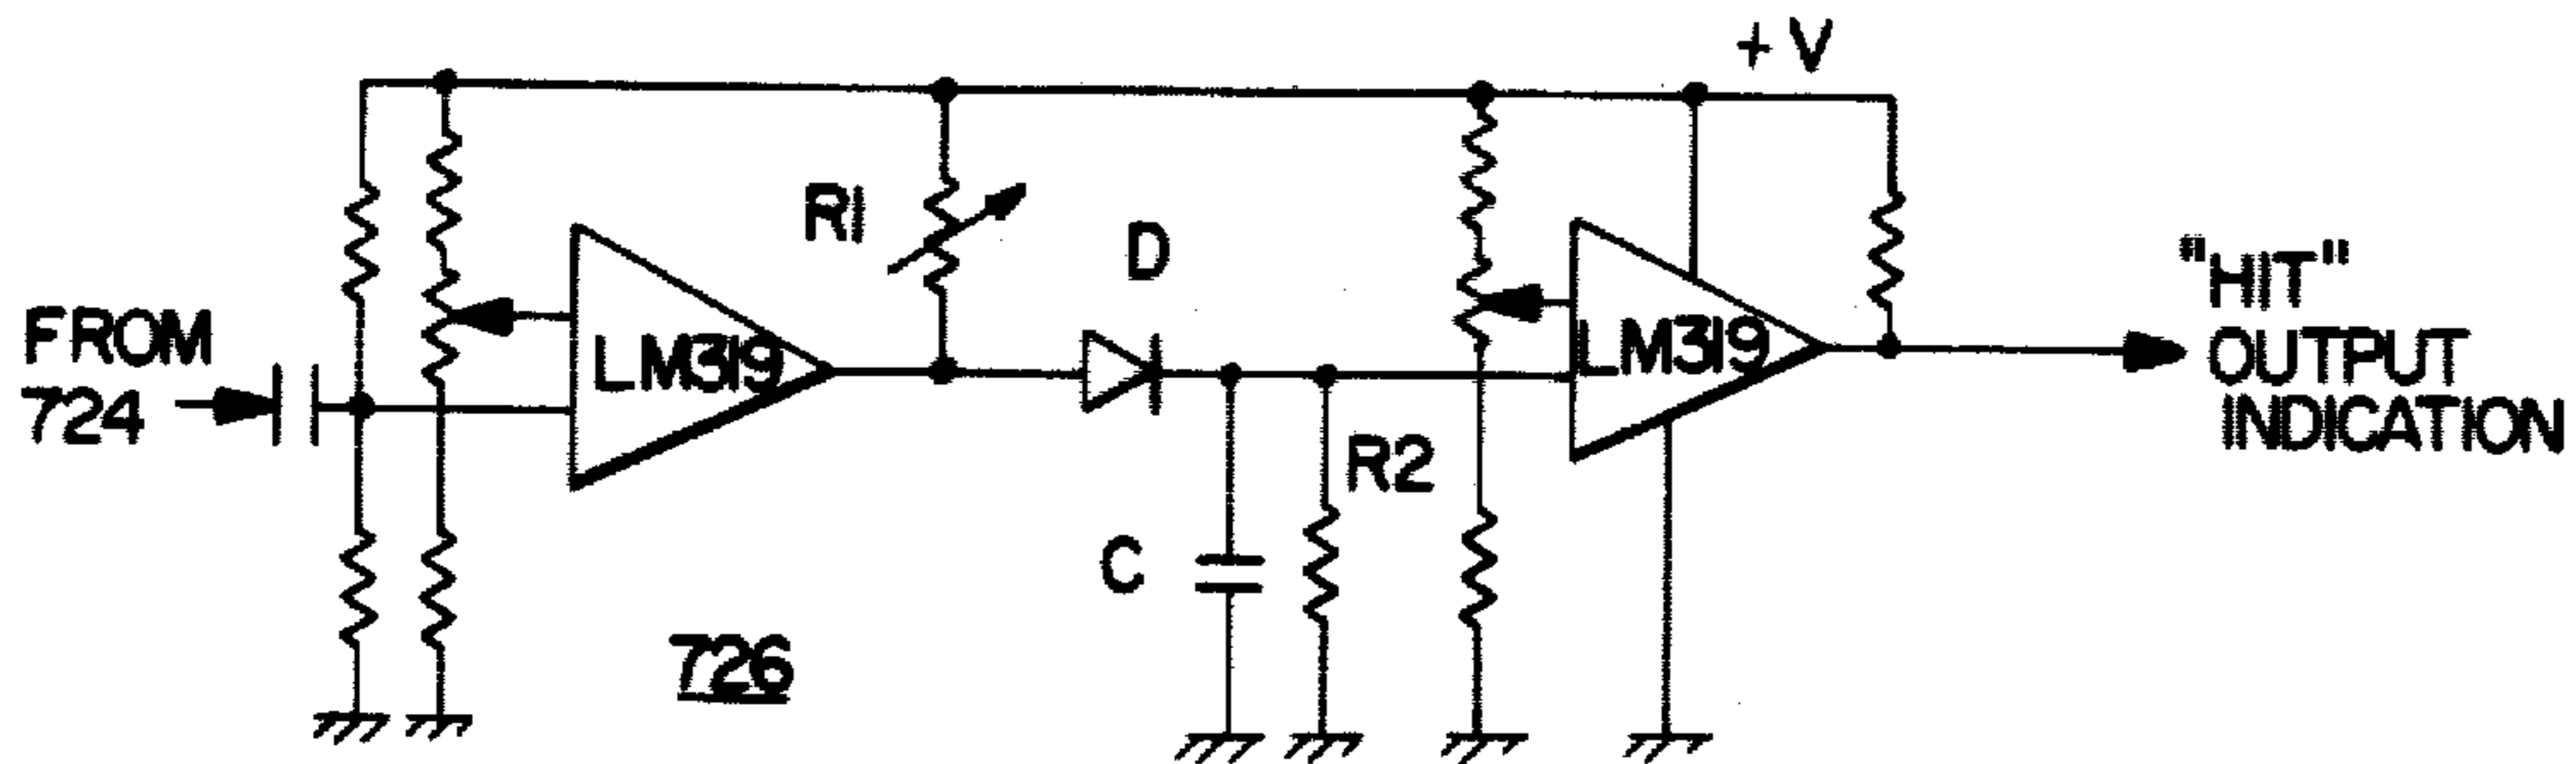 + V
R1
D
LM319
LM319
FROM
724
"HIT"
OUTPUT
INDICATION
R2
C
726